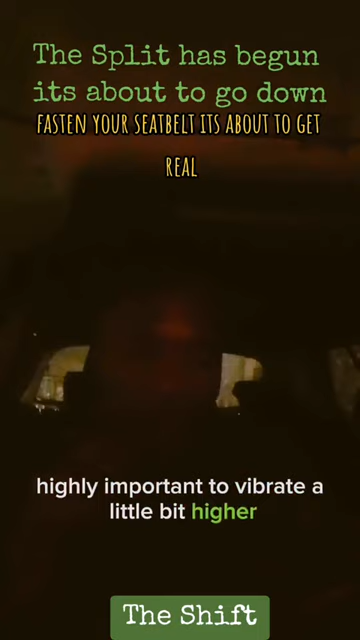 The Split has begun
its about to go down
FASTEN YOUR SEATBELT ITS ABOUT TO GET
REAL
highly important to vibrate a
little bit higher
The Shift